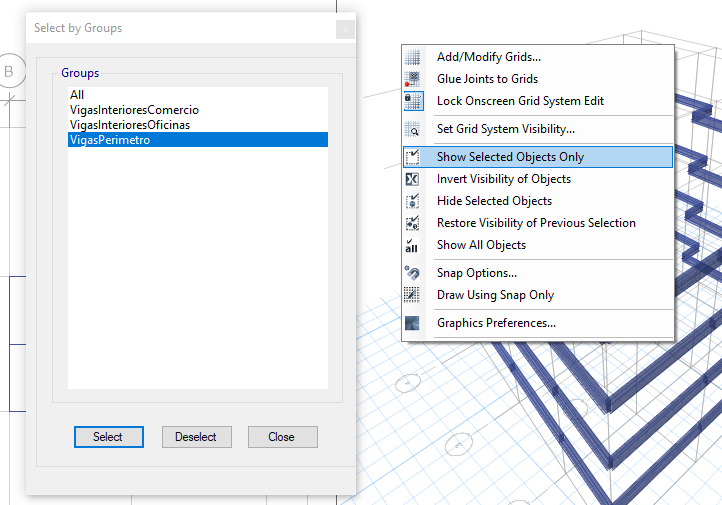 Select by Groups
x
B
Groups
All
VigasInterioresComercio
VigasInterioresOficinas
VigasPerimetro
Select
Deselect
Close
Add/Modify Grids...
Glue Joints to Grids
Lock Onscreen Grid System Edit
Set Grid System Visibility...
Show Selected Objects Only
Invert Visibility of Objects
Hide Selected Objects
Restore Visibility of Previous Selection
all
Show All Objects
Snap Options...
Draw Using Snap Only
Graphics Preferences...